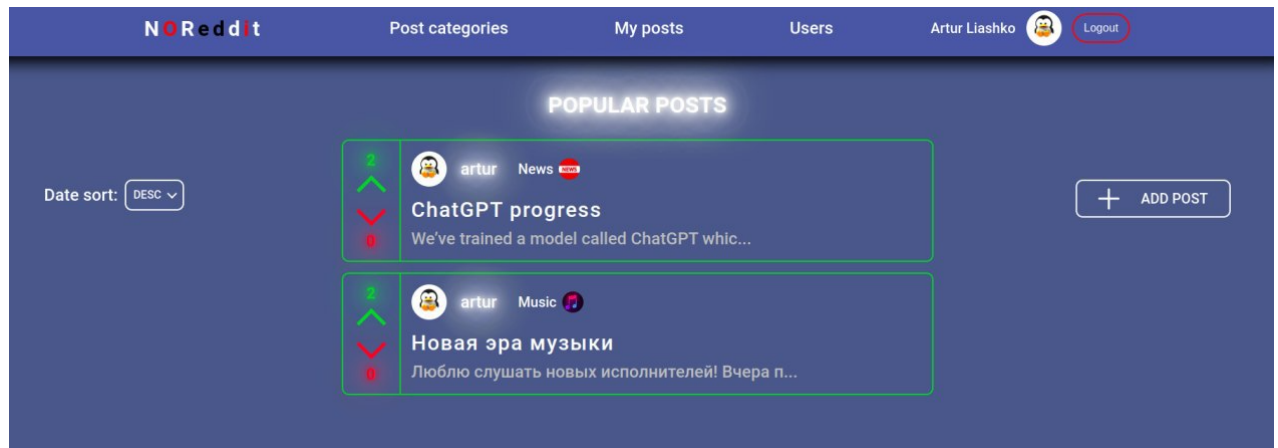 NOReddit
Post categories
My posts
Users
Artur Liashko
Logout
POPULAR POSTS
Date sort: DESC
2
artur News NEWS
ChatGPT progress
We've trained a model called ChatGPT whic...
0
ADD POST
2
artur Music
Новая эра музыки
Люблю слушать новых исполнителей! Вчера п...
0